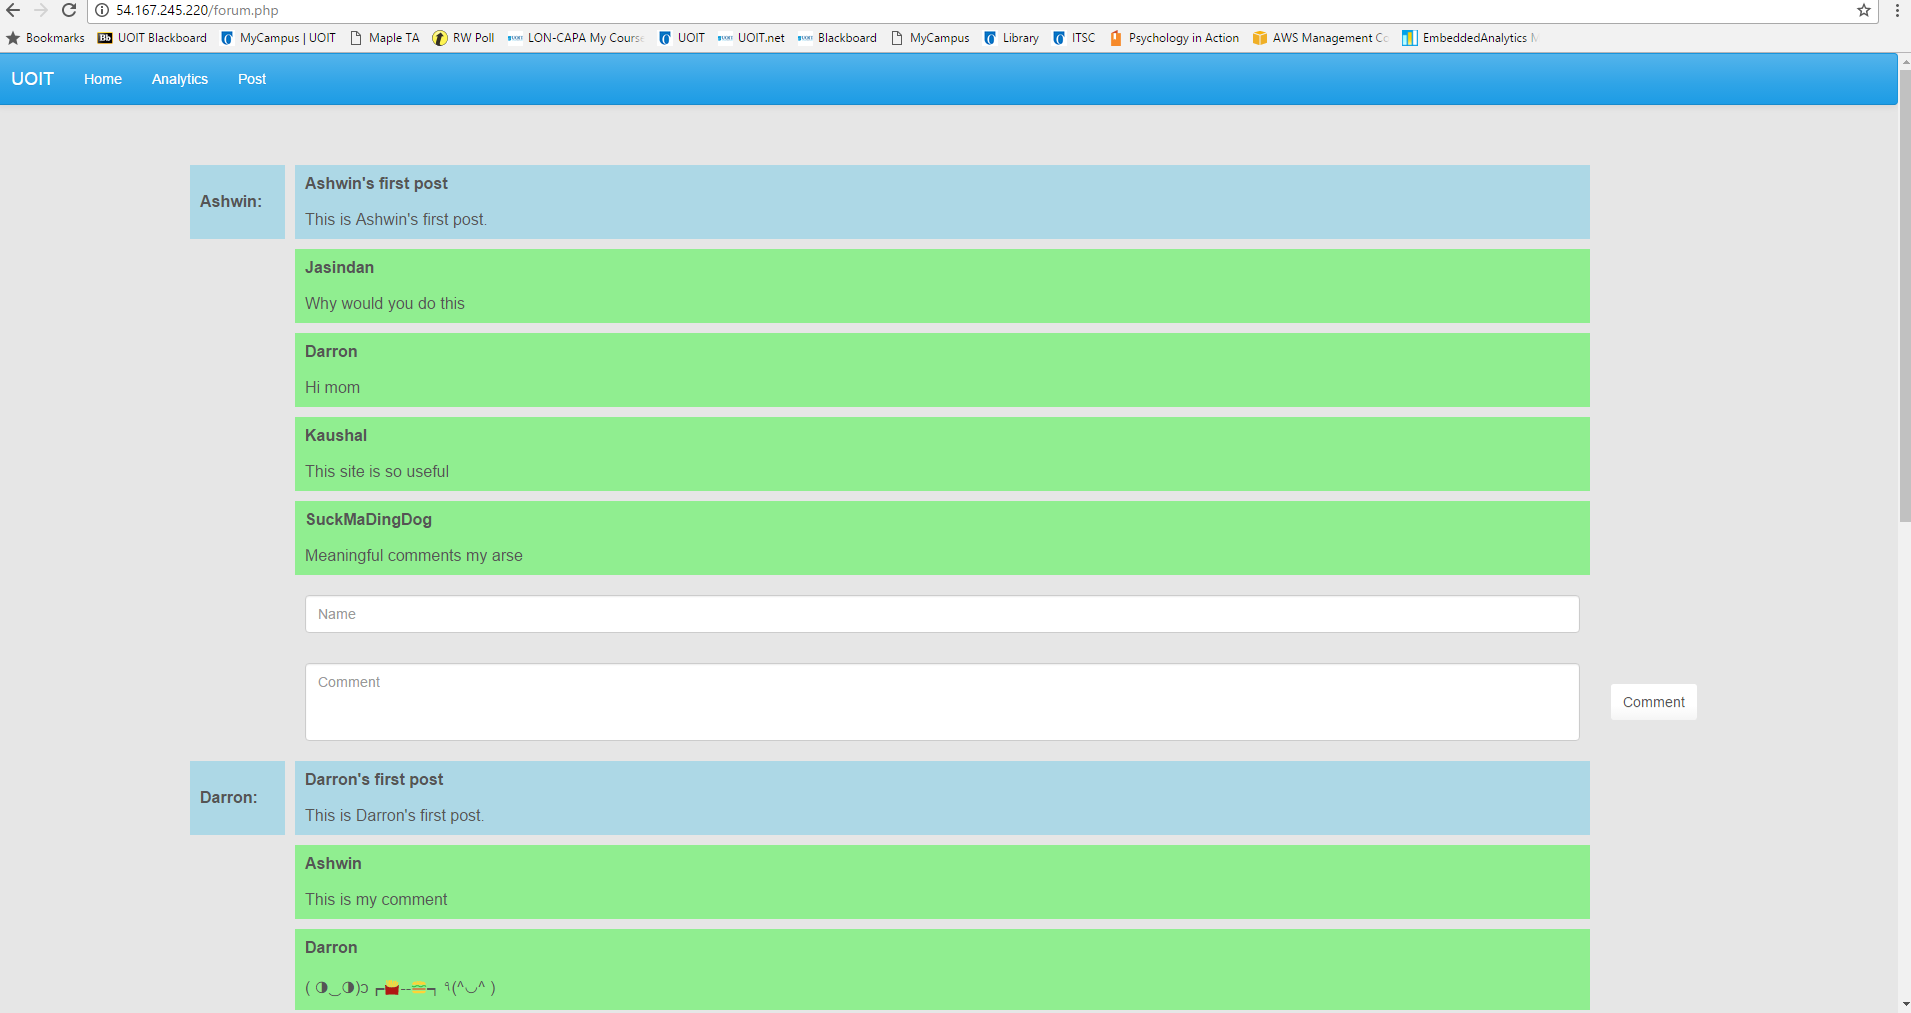 54.167.245.220/forum.php
Bookmarks Bb UOIT Blackboard MyCampus | UOIT Maple TA RW Poll LON-CAPA My Course UOIT UOIT.net Blackboard MyCampus Library ITSC Psychology in Action AWS Management Co EmbeddedAnalytics M
UOIT Home Analytics Post
Ashwin:
Ashwin's first post
This is Ashwin's first post.
Jasindan
Why would you do this
Darron
Hi mom
Kaushal
This site is so useful
SuckMaDingDog
Meaningful comments my arse
Name
Comment
Comment
Darron:
Darron's first post
This is Darron's first post.
Ashwin
This is my comment
Darron
( ◑‿◑)ɔ ┏🍟--🍔┑ ٩(^◡^ )